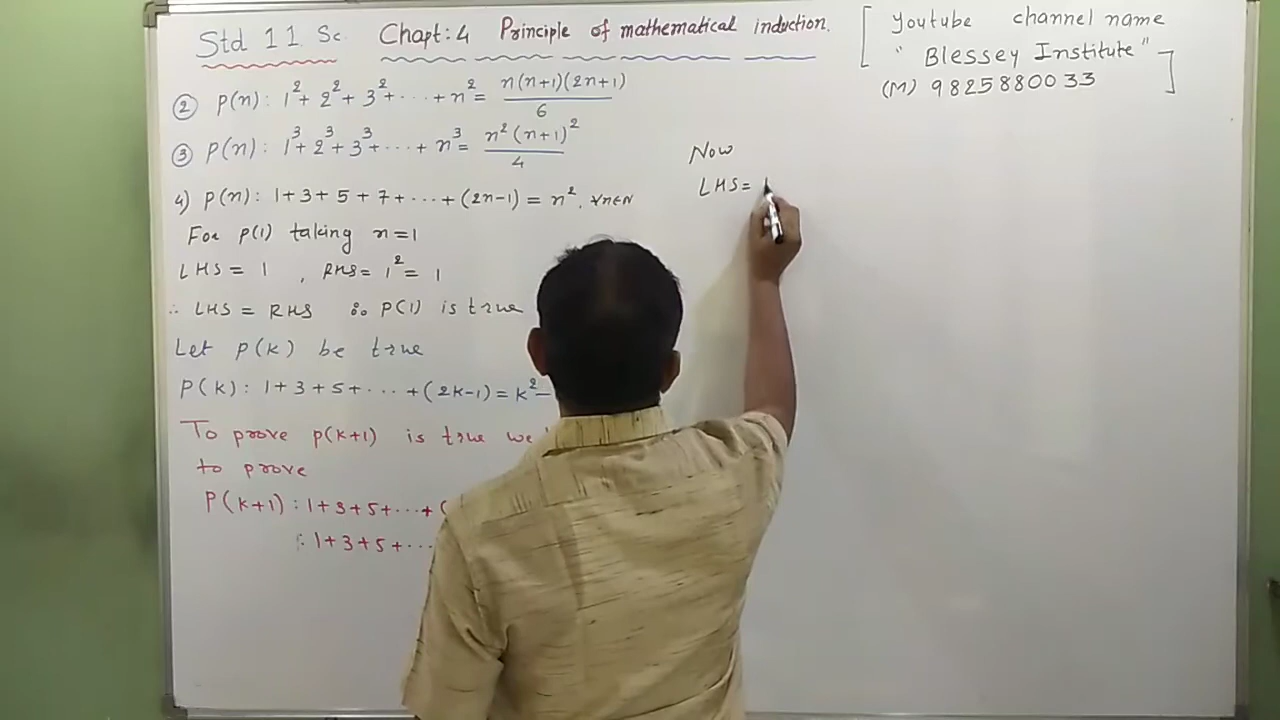 Std 11 Sc. Chapt: 4 Principle of mathematical induction.
[ Youtube channel name
" Blessey Institute "
(M) 9825880033 ]
② P(n): 1² + 2² + 3² + ... + n² = n(n+1)(2n+1) / 6
③ P(n): 1³ + 2³ + 3³ + ... + n³ = n²(n+1)² / 4
4) P(n): 1 + 3 + 5 + 7 + ... + (2n-1) = n². ∀n∈N
For P(1) taking n=1
LHS = 1 , RHS = 1² = 1
∴ LHS = RHS ∴ P(1) is true
Let P(k) be true
P(k): 1 + 3 + 5 + ... + (2k-1) = k² -
To prove P(k+1) is true we
to prove
P(k+1) : 1+3+5+...+(
: 1+3+5+...
Now
LHS =